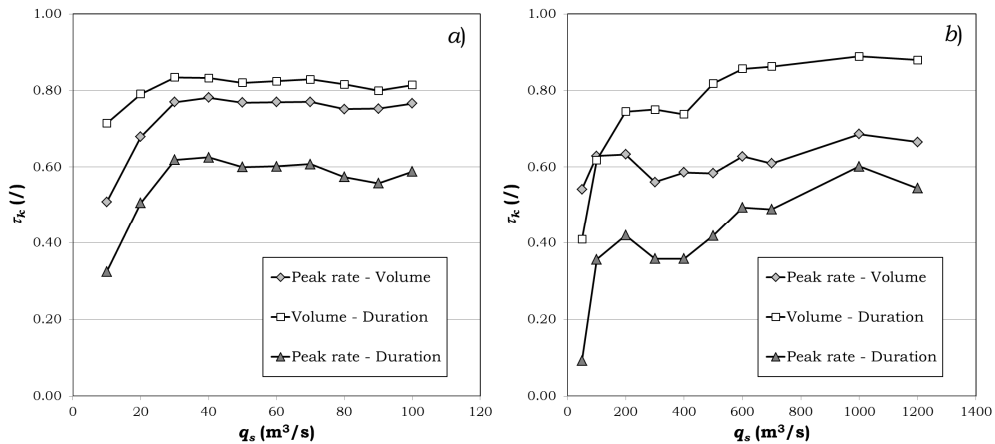 a)
1.00
0.80
0.60
0.40
0.20
0.00
τk (/)
Peak rate - Volume
Volume - Duration
Peak rate - Duration
0 20 40 60 80 100 120
qs (m³/s)
b)
1.00
0.80
0.60
0.40
0.20
0.00
τk (/)
Peak rate - Volume
Volume - Duration
Peak rate - Duration
0 200 400 600 800 1000 1200 1400
qs (m³/s)